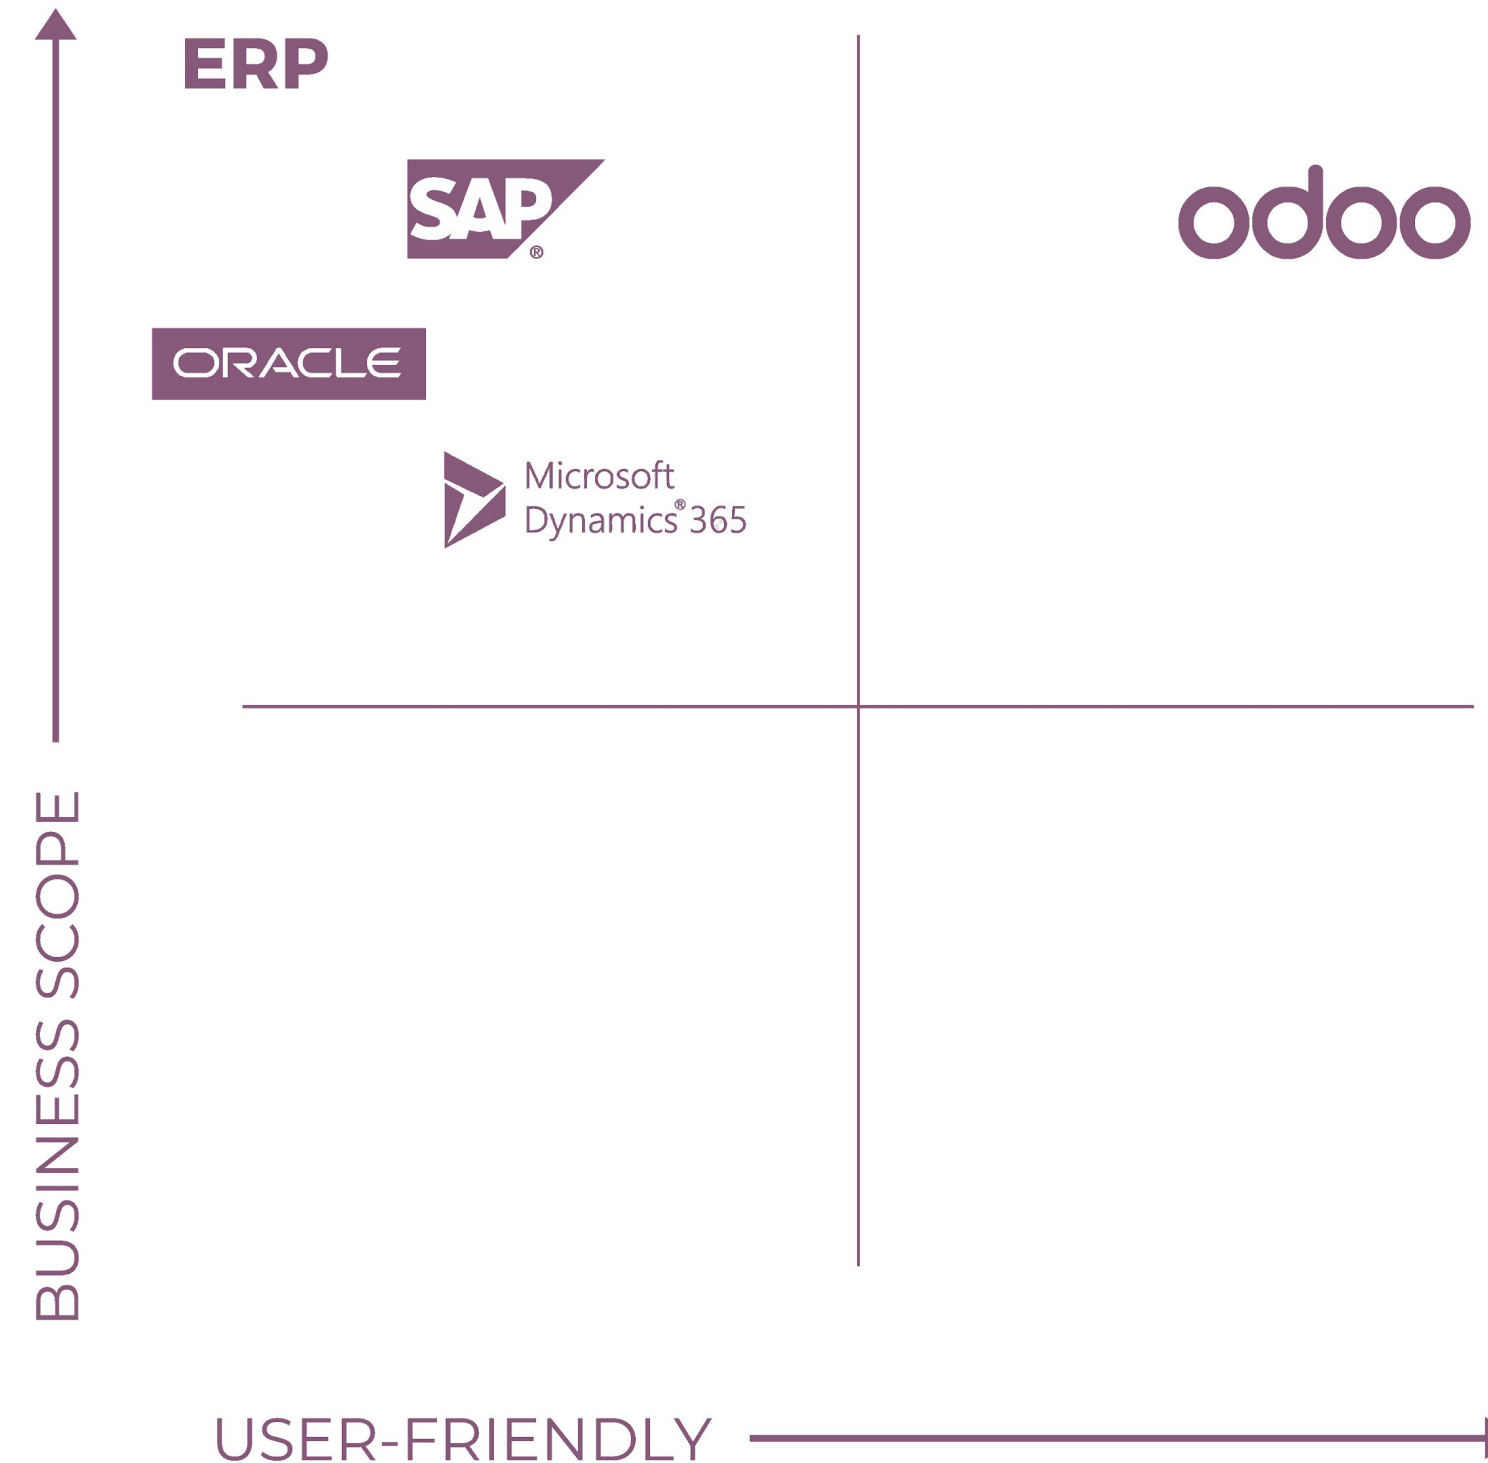 ERP
SAP
®
odoo
ORACLE
Microsoft
Dynamics® 365
BUSINESS SCOPE
USER-FRIENDLY